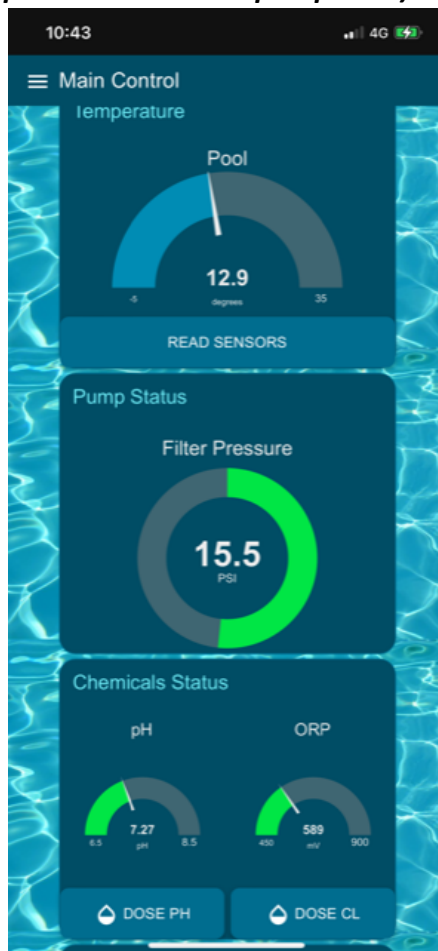 10:43
4G
Main Control
Temperature
Pool
12.9
-5
degrees
35
READ SENSORS
Pump Status
Filter Pressure
15.5
PSI
Chemicals Status
pH
ORP
7.27
589
6.5
pH
8.5
450
mV
900
DOSE PH
DOSE CL